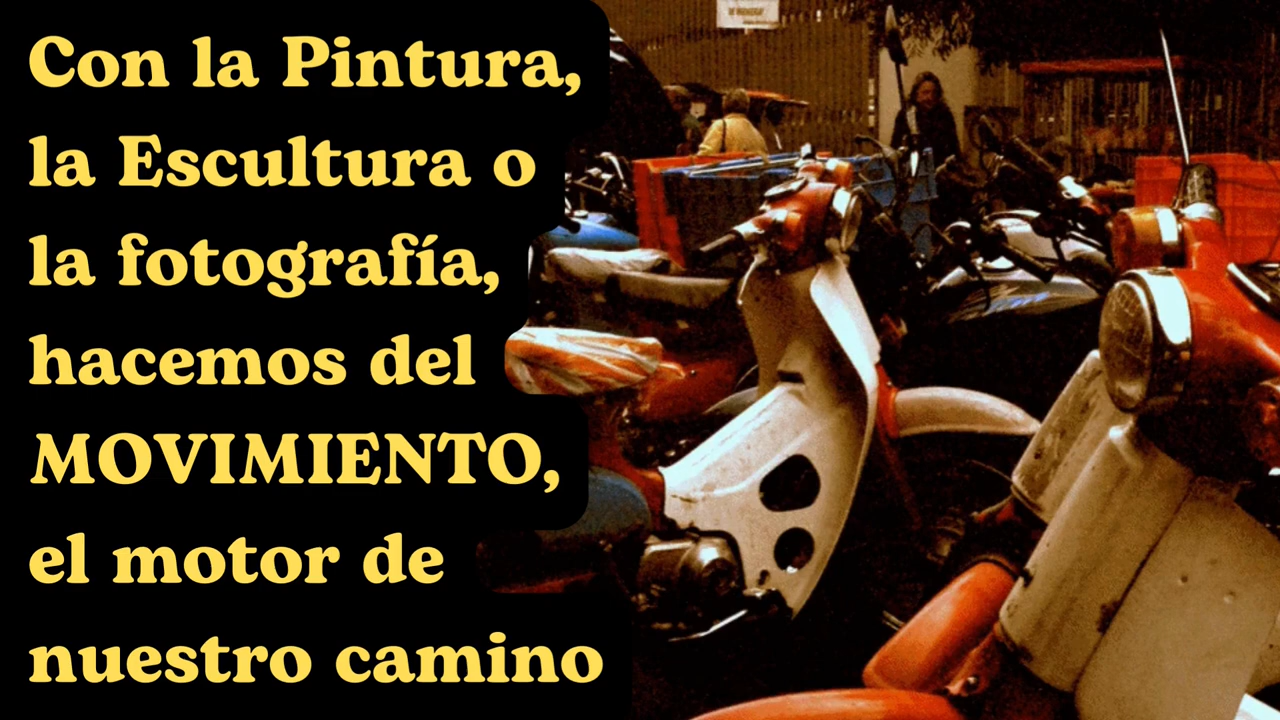 Con la Pintura,
la Escultura o
la fotografía,
hacemos del
MOVIMIENTO,
el motor de
nuestro camino